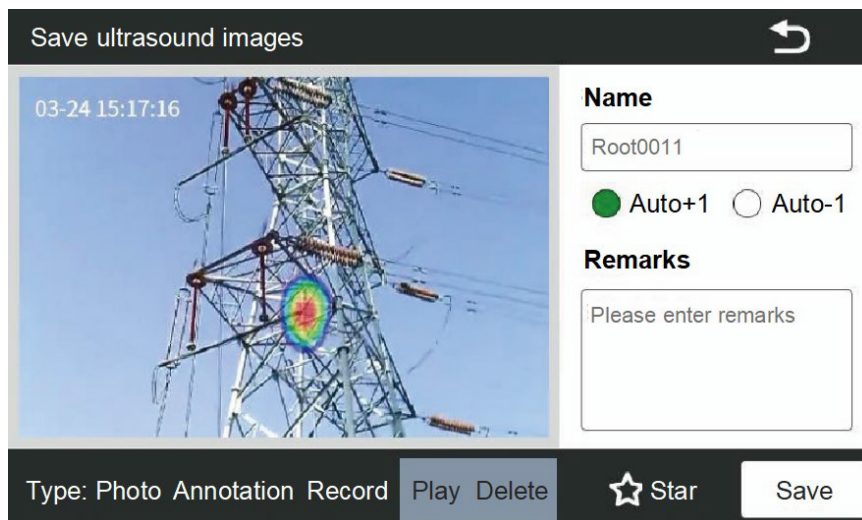 Save ultrasound images
03-24 15:17:16
Name
Root0011
Auto+1 Auto-1
Remarks
Please enter remarks
Type: Photo Annotation Record Play Delete Star Save